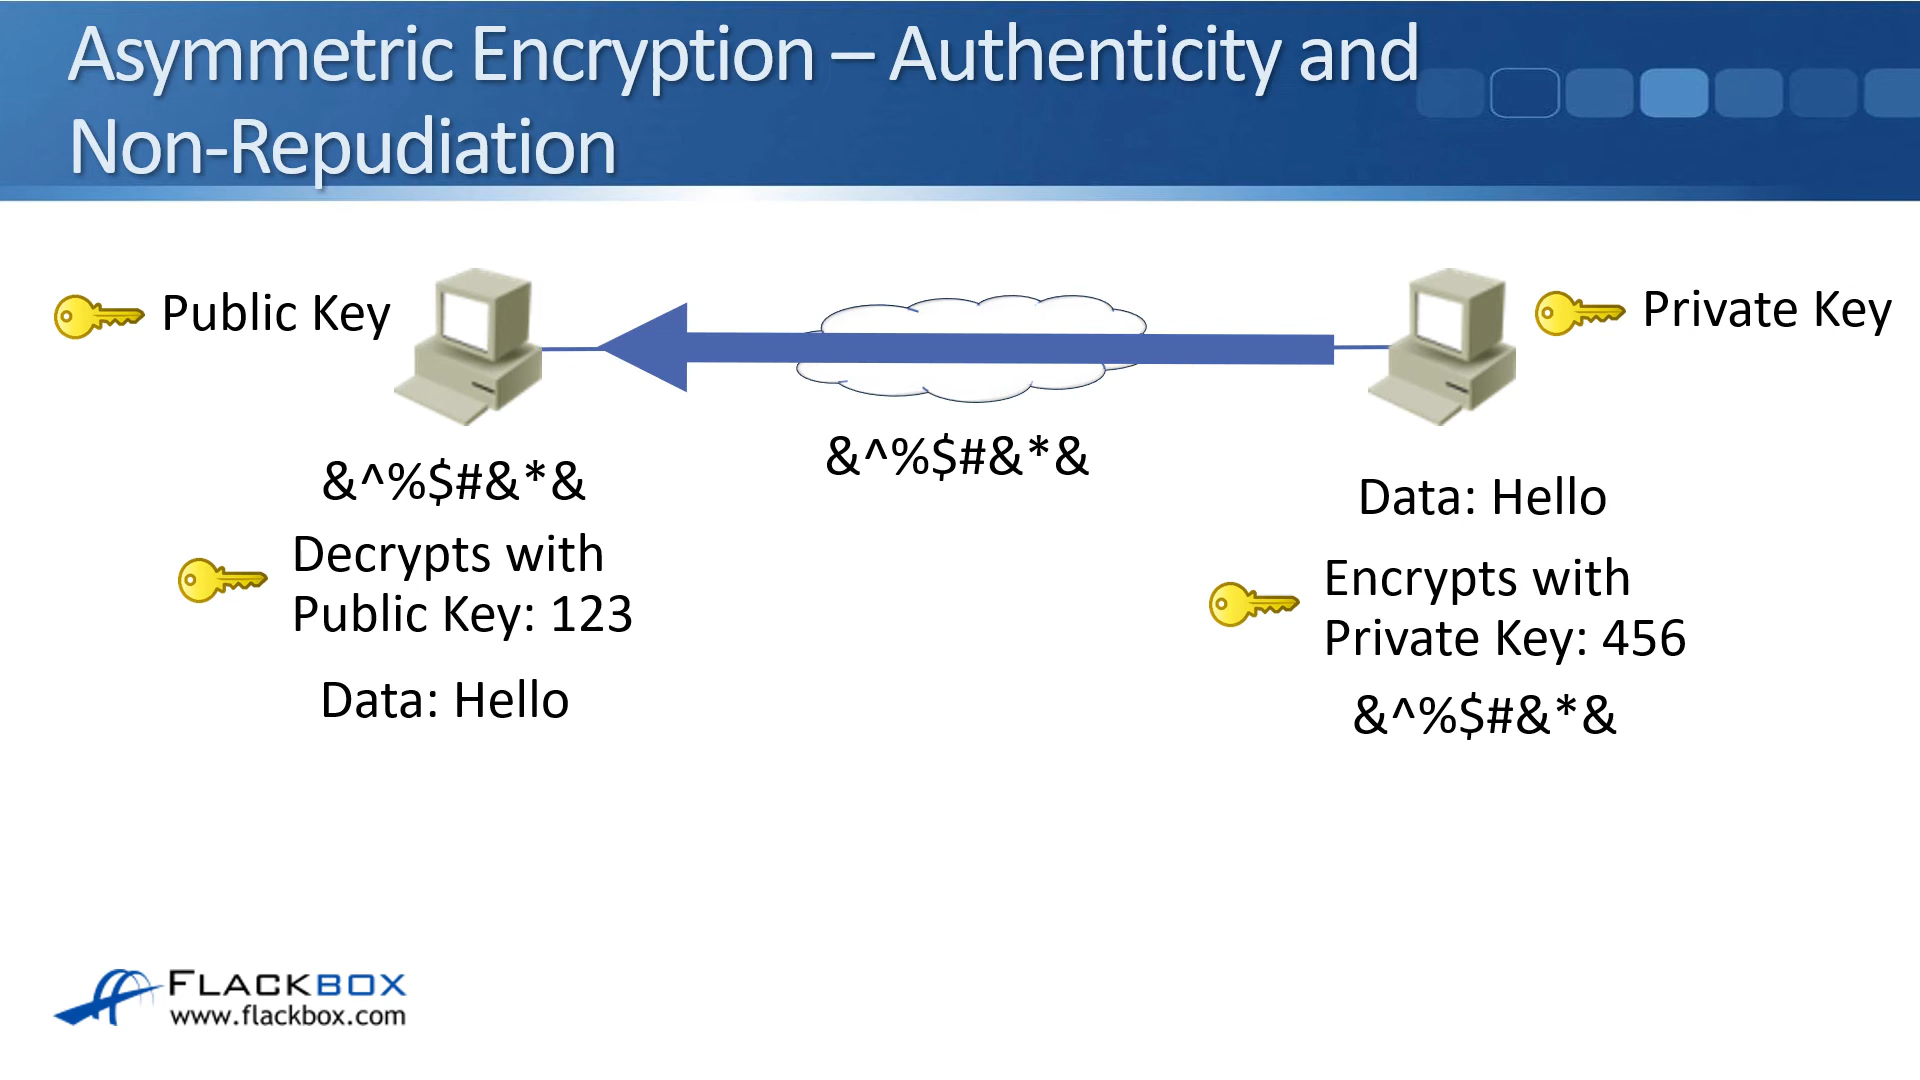 Asymmetric Encryption – Authenticity and
Non-Repudiation
Public Key
Private Key
&^%$#&*&
Decrypts with
Public Key: 123
Data: Hello
&^%$#&*&
Data: Hello
Encrypts with
Private Key: 456
&^%$#&*&
FLACKBOX
www.flackbox.com